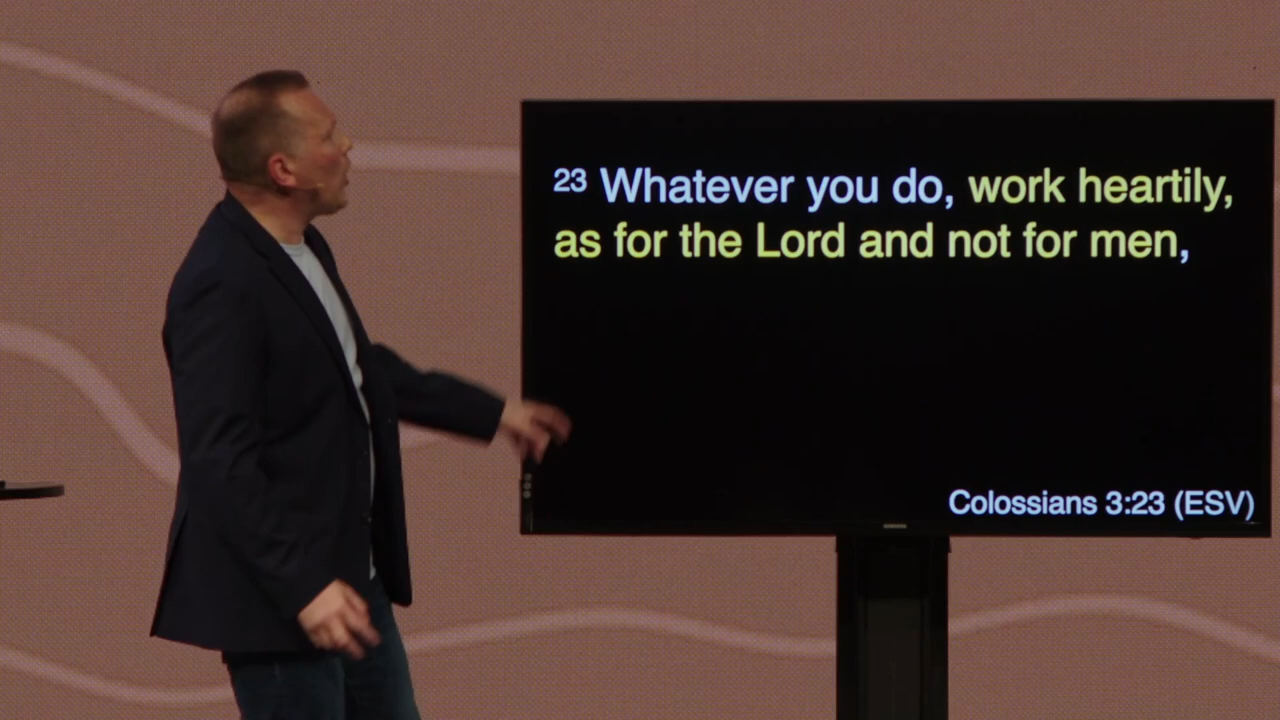 23 Whatever you do, work heartily,
as for the Lord and not for men,
Colossians 3:23 (ESV)